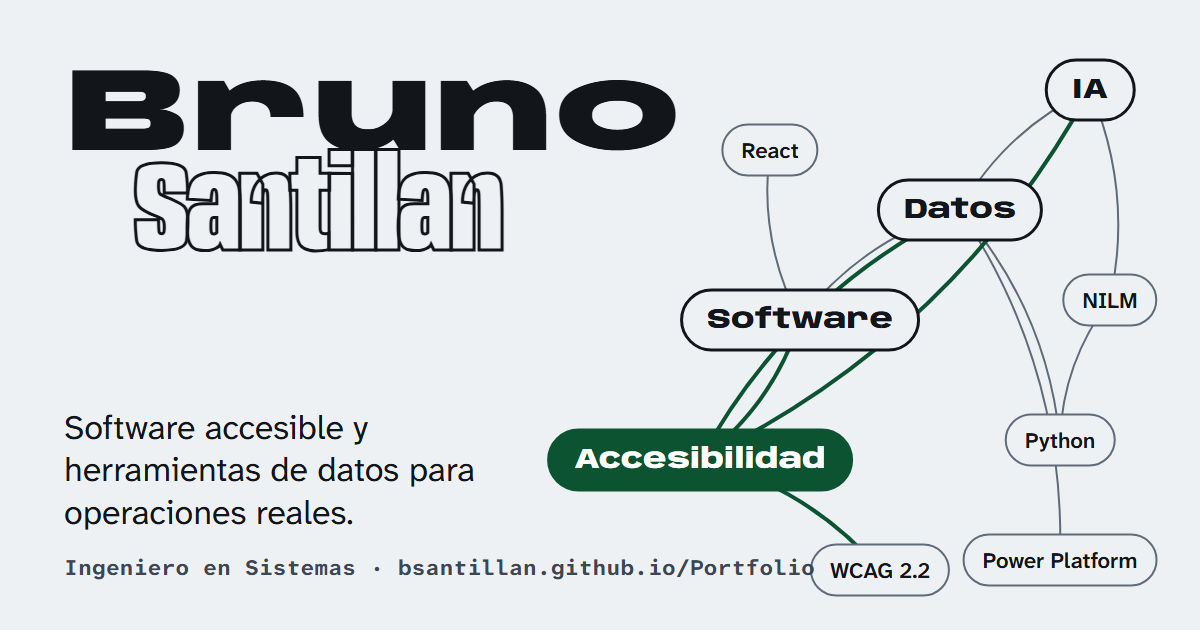 Bruno
Santillan
IA
React
Datos
NILM
Software
Software accesible y
herramientas de datos para
operaciones reales.
Accesibilidad
Python
Ingeniero en Sistemas · bsantillan.github.io/Portfolio
WCAG 2.2
Power Platform